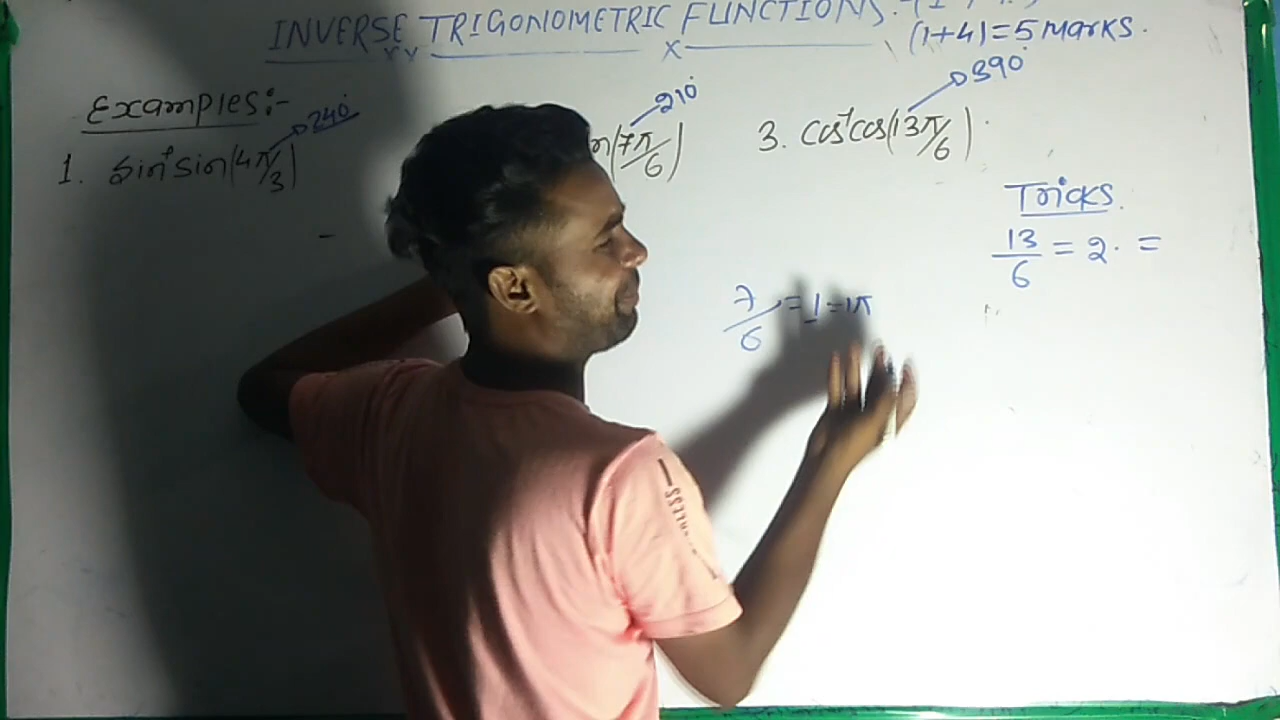 INVERSE TRIGONOMETRIC FUNCTIONS.
(1+4)=5 marks.
Examples:-
1. sin⁻¹sin(4π/3) → 240°
n(7π/6) → 210°
3. cos⁻¹cos(13π/6). → 390°
Tricks.
13/6 = 2. =
7/6 = 1 = 1π